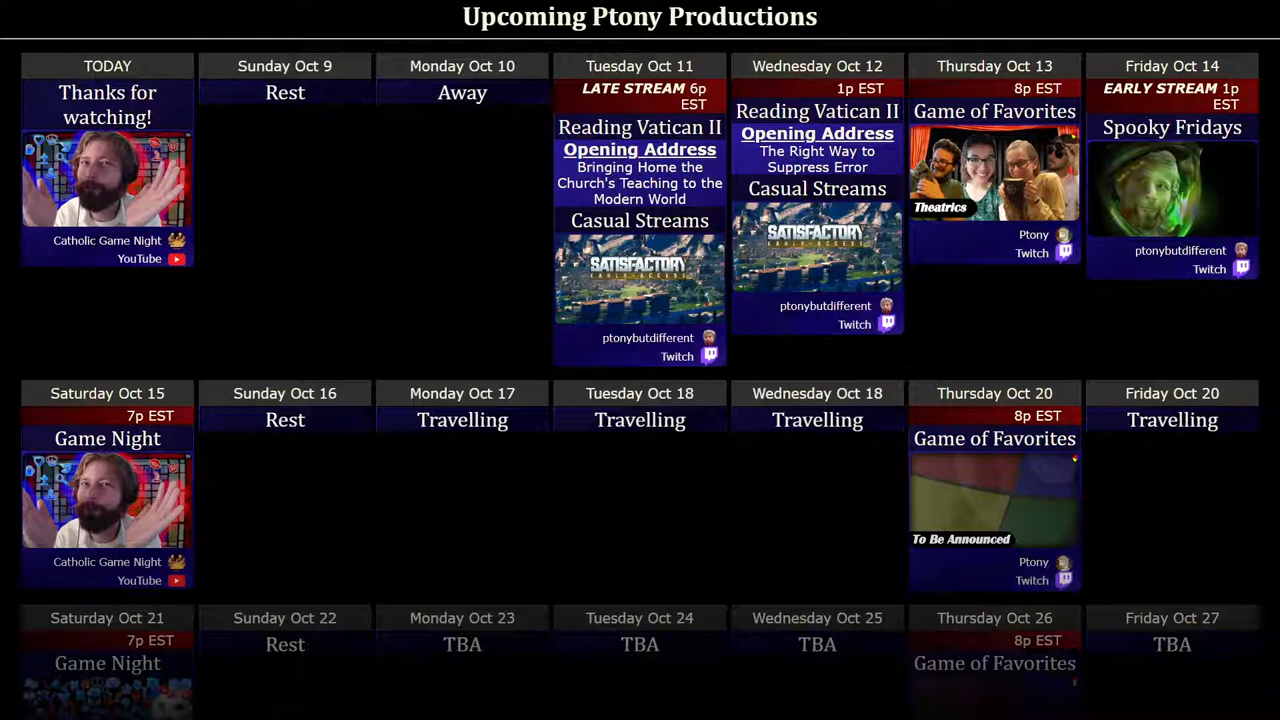 Upcoming Ptony Productions
TODAY
Thanks for
watching!
Catholic Game Night
YouTube
Sunday Oct 9
Rest
Monday Oct 10
Away
Tuesday Oct 11
LATE STREAM 6p
EST
Reading Vatican II
Opening Address
Bringing Home the
Church's Teaching to the
Modern World
Casual Streams
SATISFACTORY
EARLY ACCESS
ptonybutdifferent
Twitch
Wednesday Oct 12
1p EST
Reading Vatican II
Opening Address
The Right Way to
Suppress Error
Casual Streams
SATISFACTORY
EARLY ACCESS
ptonybutdifferent
Twitch
Thursday Oct 13
8p EST
Game of Favorites
Theatrics
Ptony
Twitch
Friday Oct 14
EARLY STREAM 1p
EST
Spooky Fridays
ptonybutdifferent
Twitch
Saturday Oct 15
7p EST
Game Night
Catholic Game Night
YouTube
Sunday Oct 16
Rest
Monday Oct 17
Travelling
Tuesday Oct 18
Travelling
Wednesday Oct 18
Travelling
Thursday Oct 20
8p EST
Game of Favorites
To Be Announced
Ptony
Twitch
Friday Oct 20
Travelling
Saturday Oct 21
7p EST
Game Night
Sunday Oct 22
Rest
Monday Oct 23
TBA
Tuesday Oct 24
TBA
Wednesday Oct 25
TBA
Thursday Oct 26
8p EST
Game of Favorites
Friday Oct 27
TBA